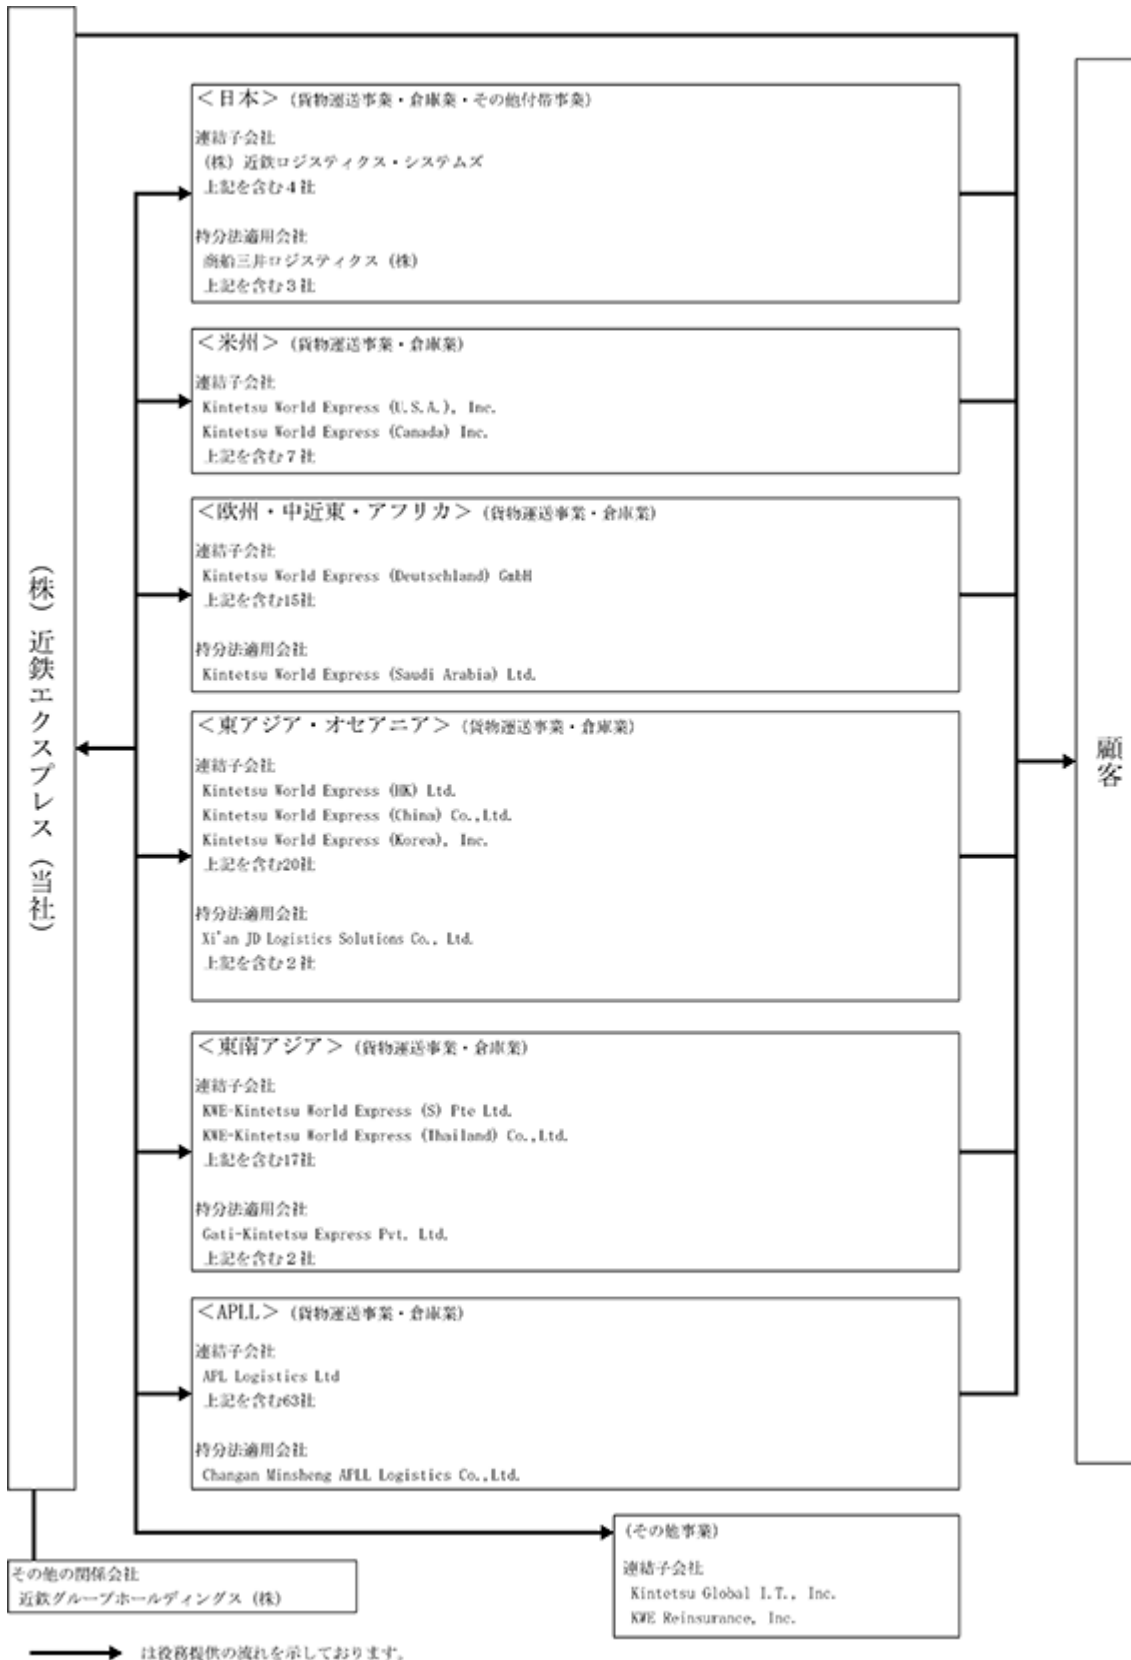 (株)近鉄エクスプレス(当社)
<日本> (貨物運送事業・倉庫業・その他付帯事業)
連結子会社
(株) 近鉄ロジスティクス・システムズ
上記を含む4社
持分法適用会社
商船三井ロジスティクス (株)
上記を含む3社
<米州> (貨物運送事業・倉庫業)
連結子会社
Kintetsu World Express (U.S.A.), Inc.
Kintetsu World Express (Canada) Inc.
上記を含む7社
<欧州・中近東・アフリカ> (貨物運送事業・倉庫業)
連結子会社
Kintetsu World Express (Deutschland) GmbH
上記を含む15社
持分法適用会社
Kintetsu World Express (Saudi Arabia) Ltd.
<東アジア・オセアニア> (貨物運送事業・倉庫業)
連結子会社
Kintetsu World Express (HK) Ltd.
Kintetsu World Express (China) Co.,Ltd.
Kintetsu World Express (Korea), Inc.
上記を含む20社
持分法適用会社
Xi'an JD Logistics Solutions Co., Ltd.
上記を含む2社
<東南アジア> (貨物運送事業・倉庫業)
連結子会社
KWE-Kintetsu World Express (S) Pte Ltd.
KWE-Kintetsu World Express (Thailand) Co.,Ltd.
上記を含む17社
持分法適用会社
Gati-Kintetsu Express Pvt. Ltd.
上記を含む2社
<APLL> (貨物運送事業・倉庫業)
連結子会社
APL Logistics Ltd
上記を含む63社
持分法適用会社
Changan Minsheng APLL Logistics Co.,Ltd.
顧客
(その他事業)
連結子会社
Kintetsu Global I.T., Inc.
KWE Reinsurance, Inc.
その他の関係会社
近鉄グループホールディングス (株)
は役務提供の流れを示しております。